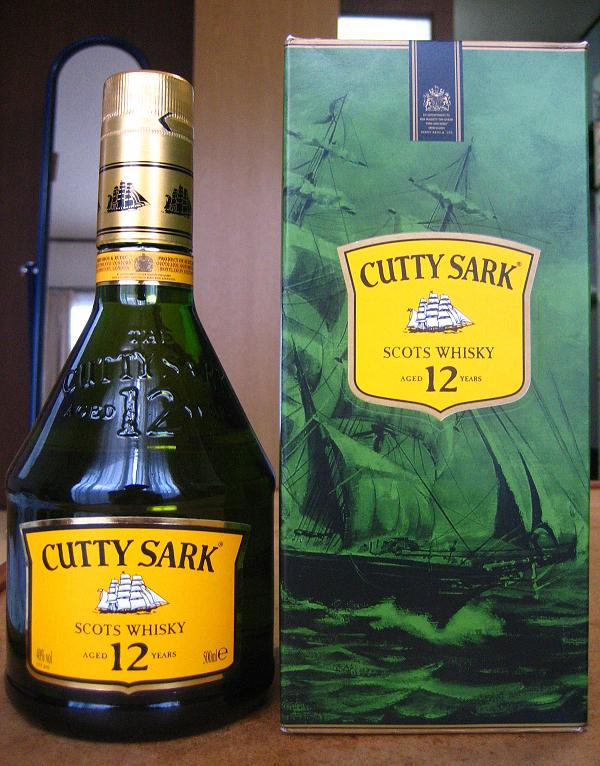 THE
CUTTY SARK
AGED 12
CUTTY SARK
SCOTS WHISKY
AGED 12 YEARS
40% vol
500ml e
CUTTY SARK®
SCOTS WHISKY
AGED 12 YEARS